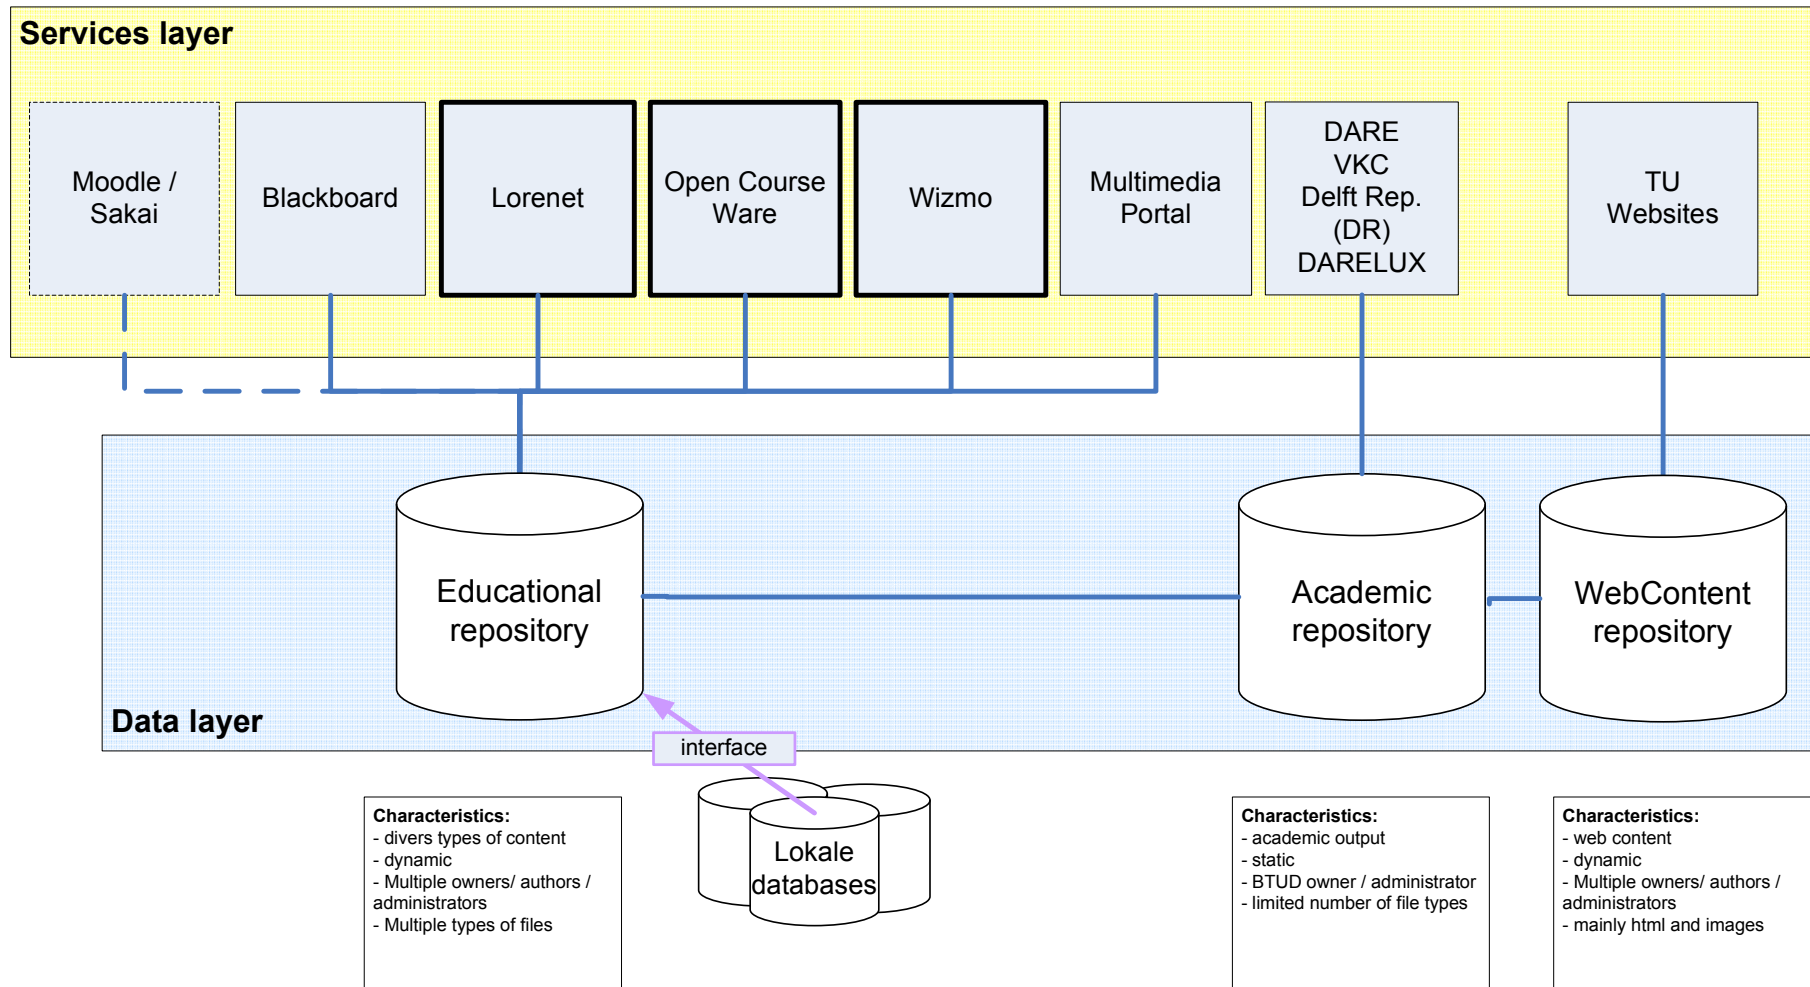 Services layer
Moodle /
Sakai
Blackboard
Lorenet
Open Course
Ware
Wizmo
Multimedia
Portal
DARE
VKC
Delft Rep.
(DR)
DARELUX
TU
Websites
Educational
repository
Academic
repository
WebContent
repository
Data layer
interface
Lokale
databases
Characteristics:
- divers types of content
- dynamic
- Multiple owners/ authors /
administrators
- Multiple types of files
Characteristics:
- academic output
- static
- BTUD owner / administrator
- limited number of file types
Characteristics:
- web content
- dynamic
- Multiple owners/ authors /
administrators
- mainly html and images